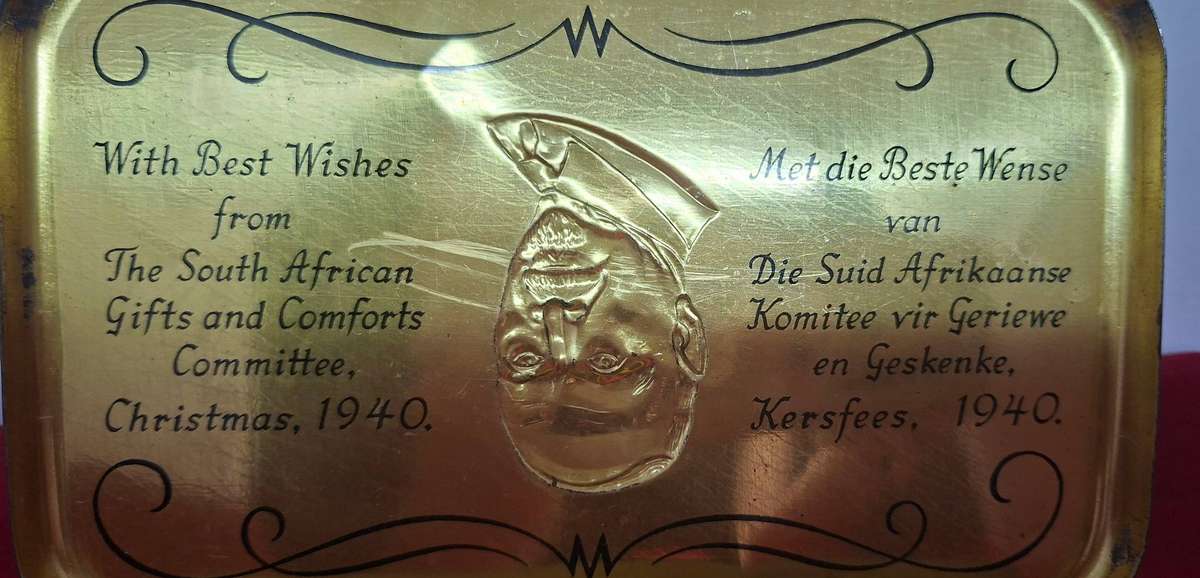 With Best Wishes
from
The South African
Gifts and Comforts
Committee,
Christmas, 1940.
Met die Beste Wense
van
Die Suid Afrikaanse
Komitee vir Geriewe
en Geskenke,
Kersfees, 1940.